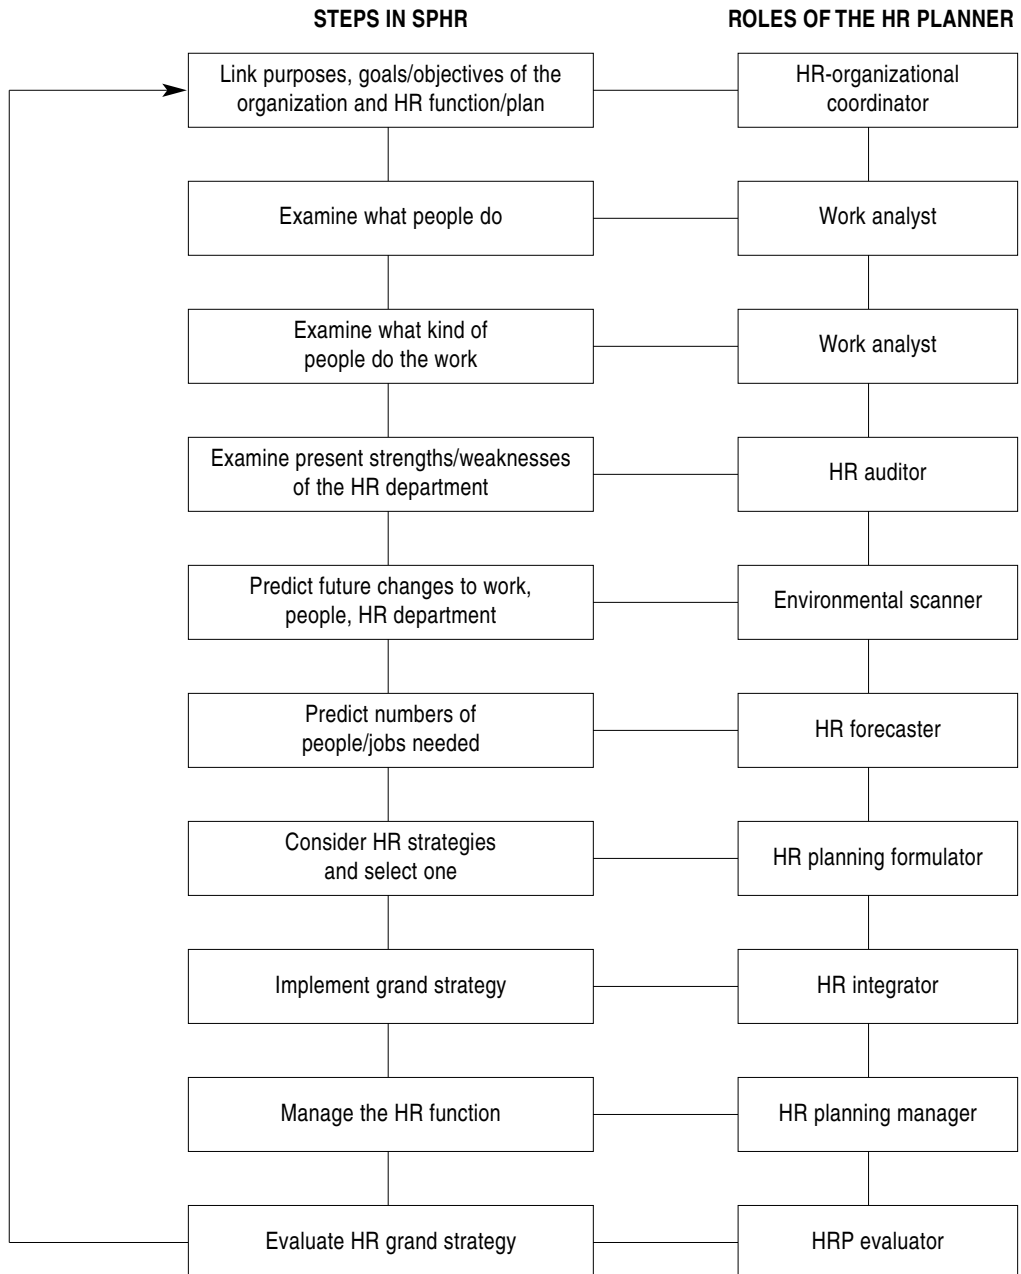 STEPS IN SPHR
ROLES OF THE HR PLANNER
Link purposes, goals/objectives of the
organization and HR function/plan
HR-organizational
coordinator
Examine what people do
Work analyst
Examine what kind of
people do the work
Work analyst
Examine present strengths/weaknesses
of the HR department
HR auditor
Predict future changes to work,
people, HR department
Environmental scanner
Predict numbers of
people/jobs needed
HR forecaster
Consider HR strategies
and select one
HR planning formulator
Implement grand strategy
HR integrator
Manage the HR function
HR planning manager
Evaluate HR grand strategy
HRP evaluator